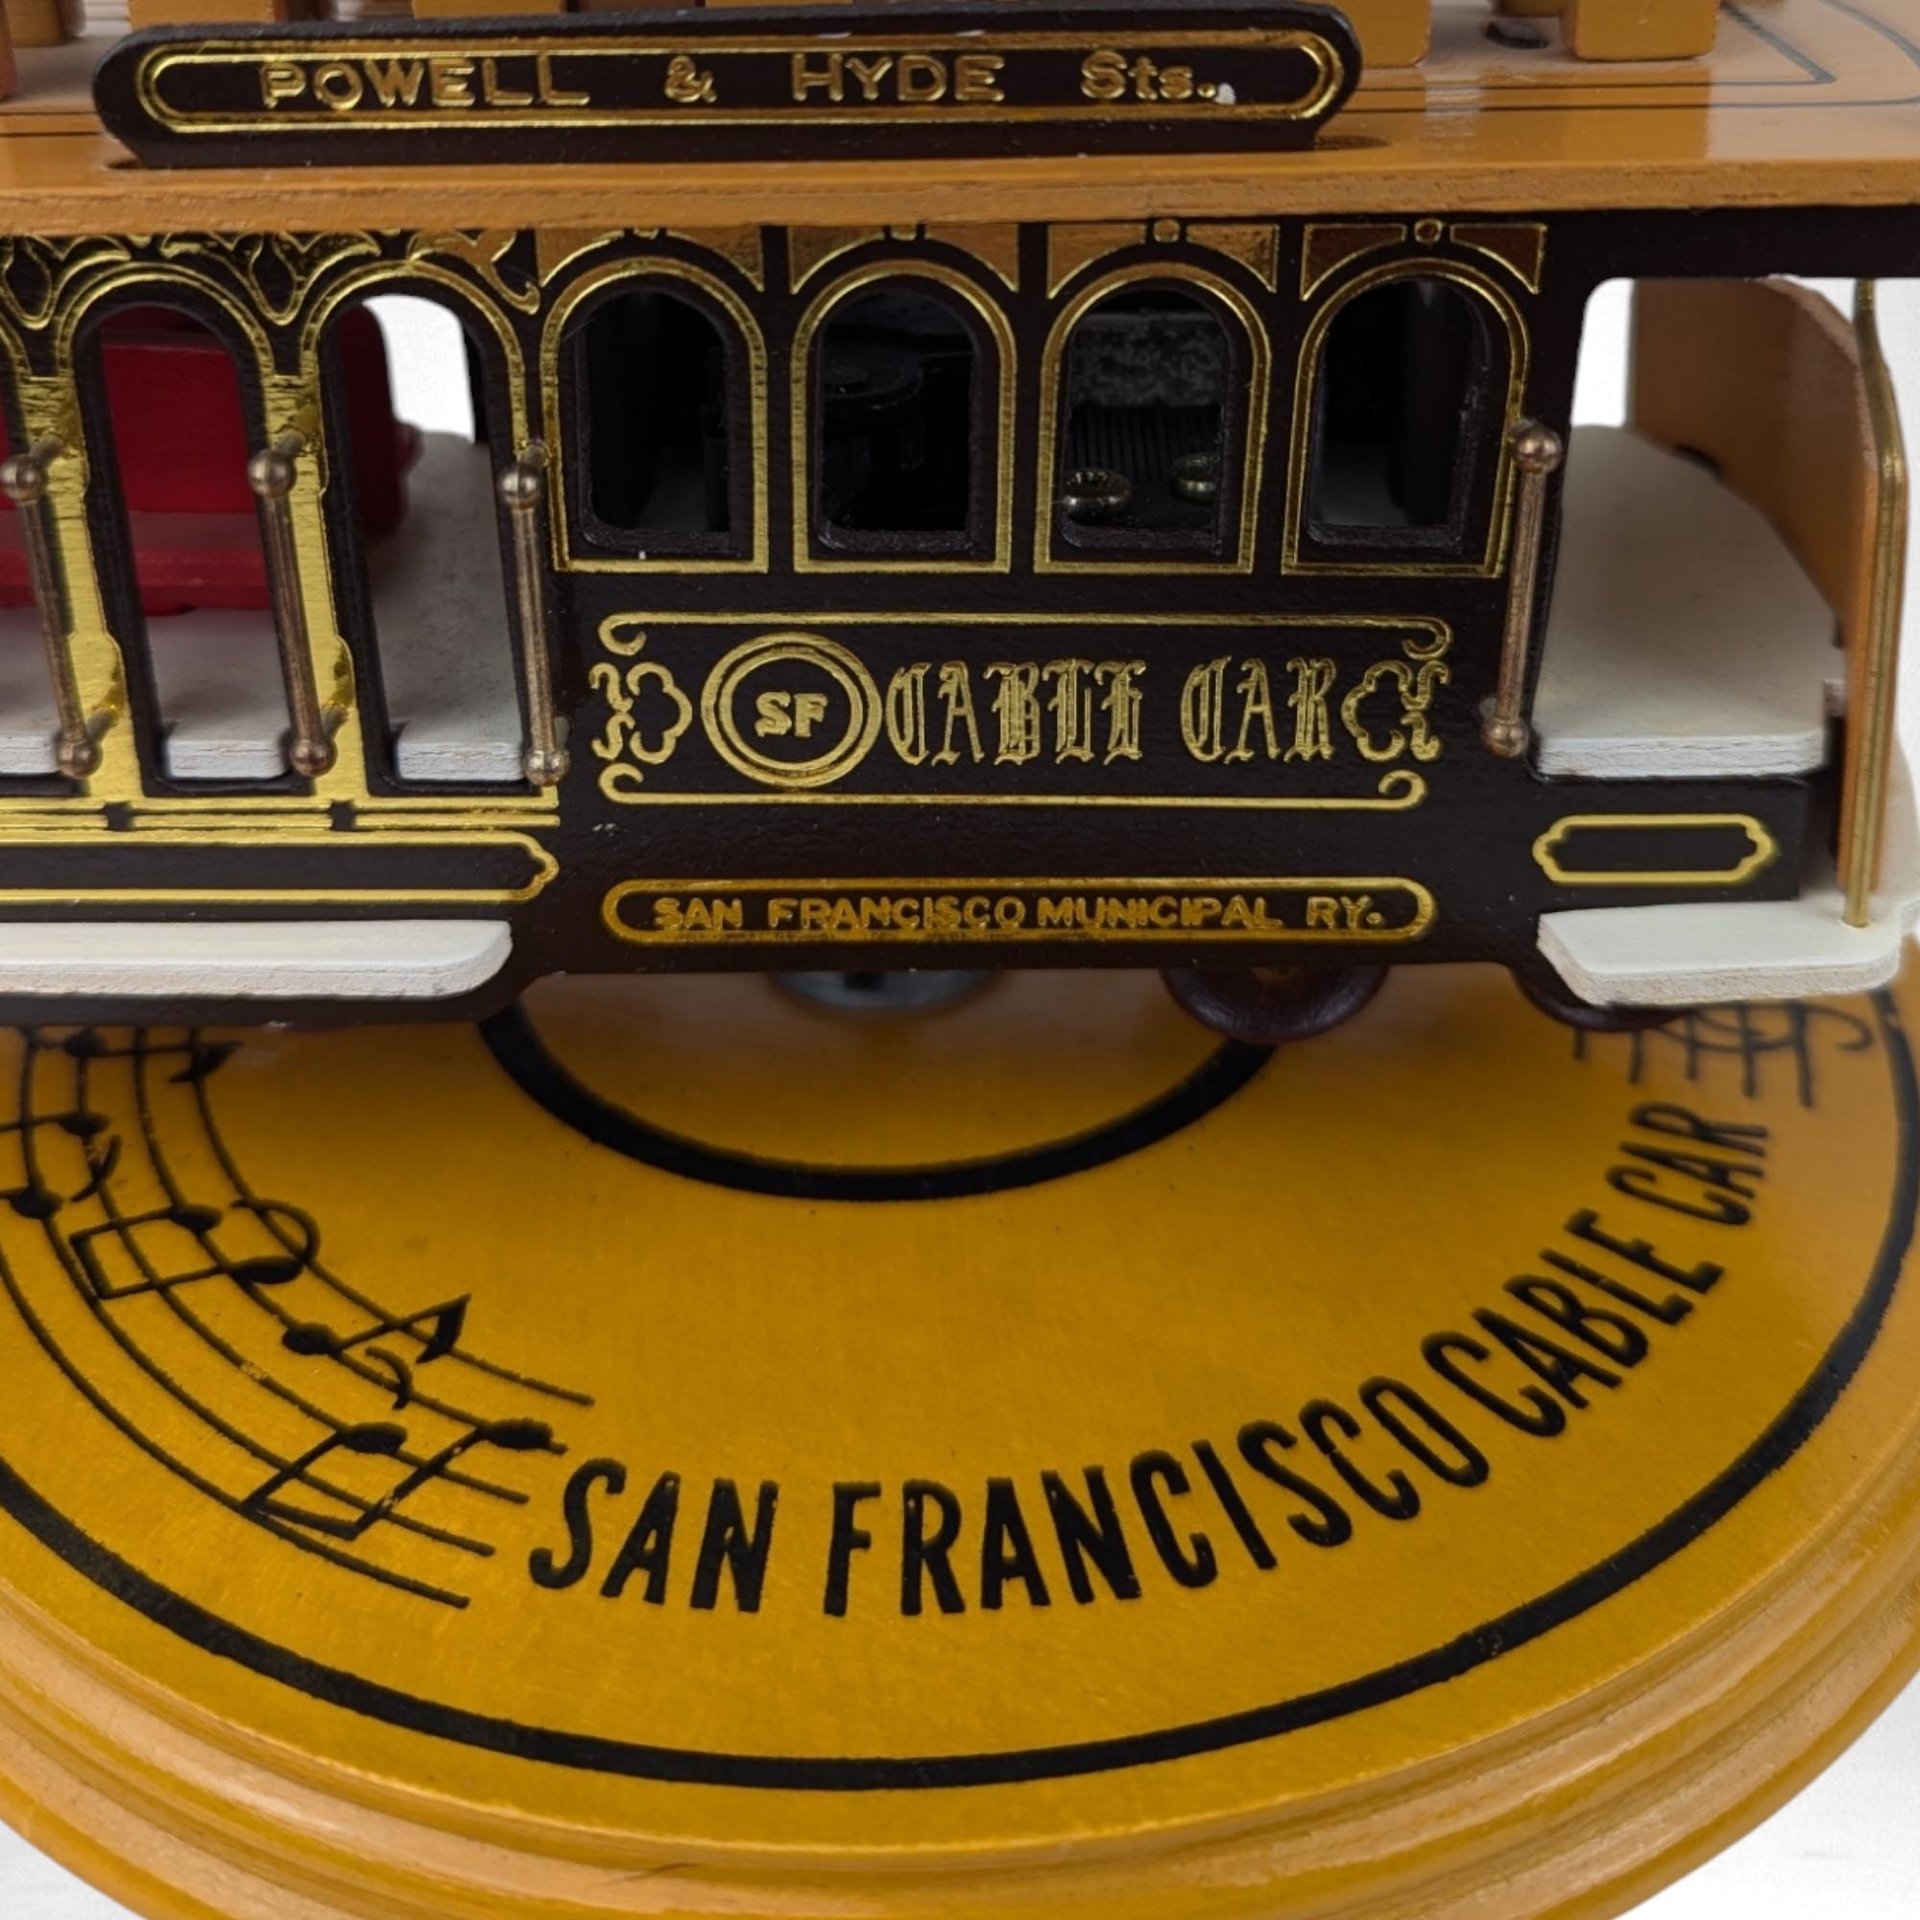 POWELL & HYDE Sts.
SF CABLE CAR
SAN FRANCISCO MUNICIPAL RY.
SAN FRANCISCO CABLE CAR